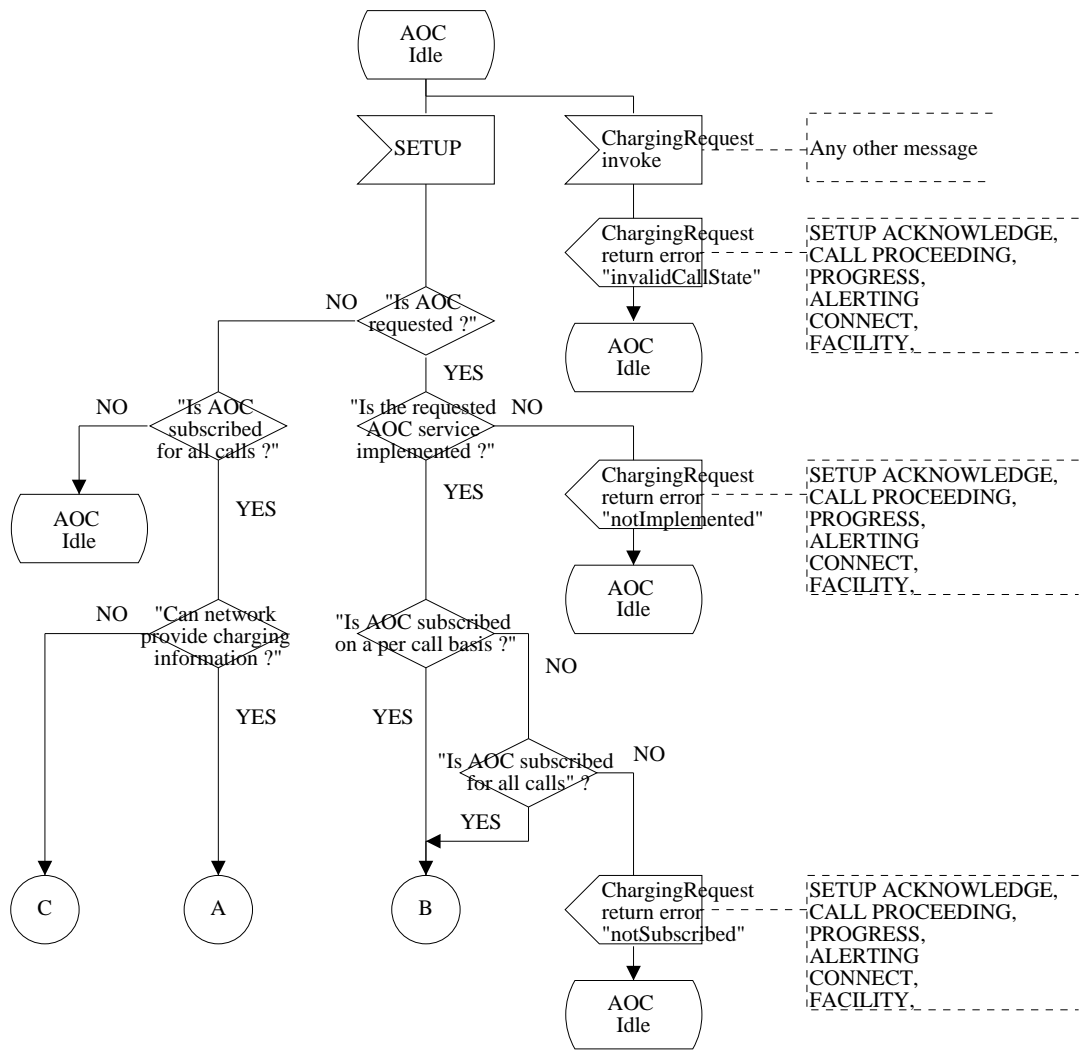 AOC
Idle
SETUP
ChargingRequest
invoke
Any other message
ChargingRequest
return error
"invalidCallState"
SETUP ACKNOWLEDGE,
CALL PROCEEDING,
PROGRESS,
ALERTING
CONNECT,
FACILITY,
NO
"Is AOC
requested ?"
AOC
Idle
YES
NO
"Is AOC
subscribed
for all calls ?"
"Is the requested
AOC service
implemented ?"
NO
YES
YES
ChargingRequest
return error
"notImplemented"
SETUP ACKNOWLEDGE,
CALL PROCEEDING,
PROGRESS,
ALERTING
CONNECT,
FACILITY,
AOC
Idle
AOC
Idle
NO
"Can network
provide charging
information ?"
"Is AOC subscribed
on a per call basis ?"
NO
YES
YES
"Is AOC subscribed
for all calls" ?
NO
YES
C
A
B
ChargingRequest
return error
"notSubscribed"
SETUP ACKNOWLEDGE,
CALL PROCEEDING,
PROGRESS,
ALERTING
CONNECT,
FACILITY,
AOC
Idle